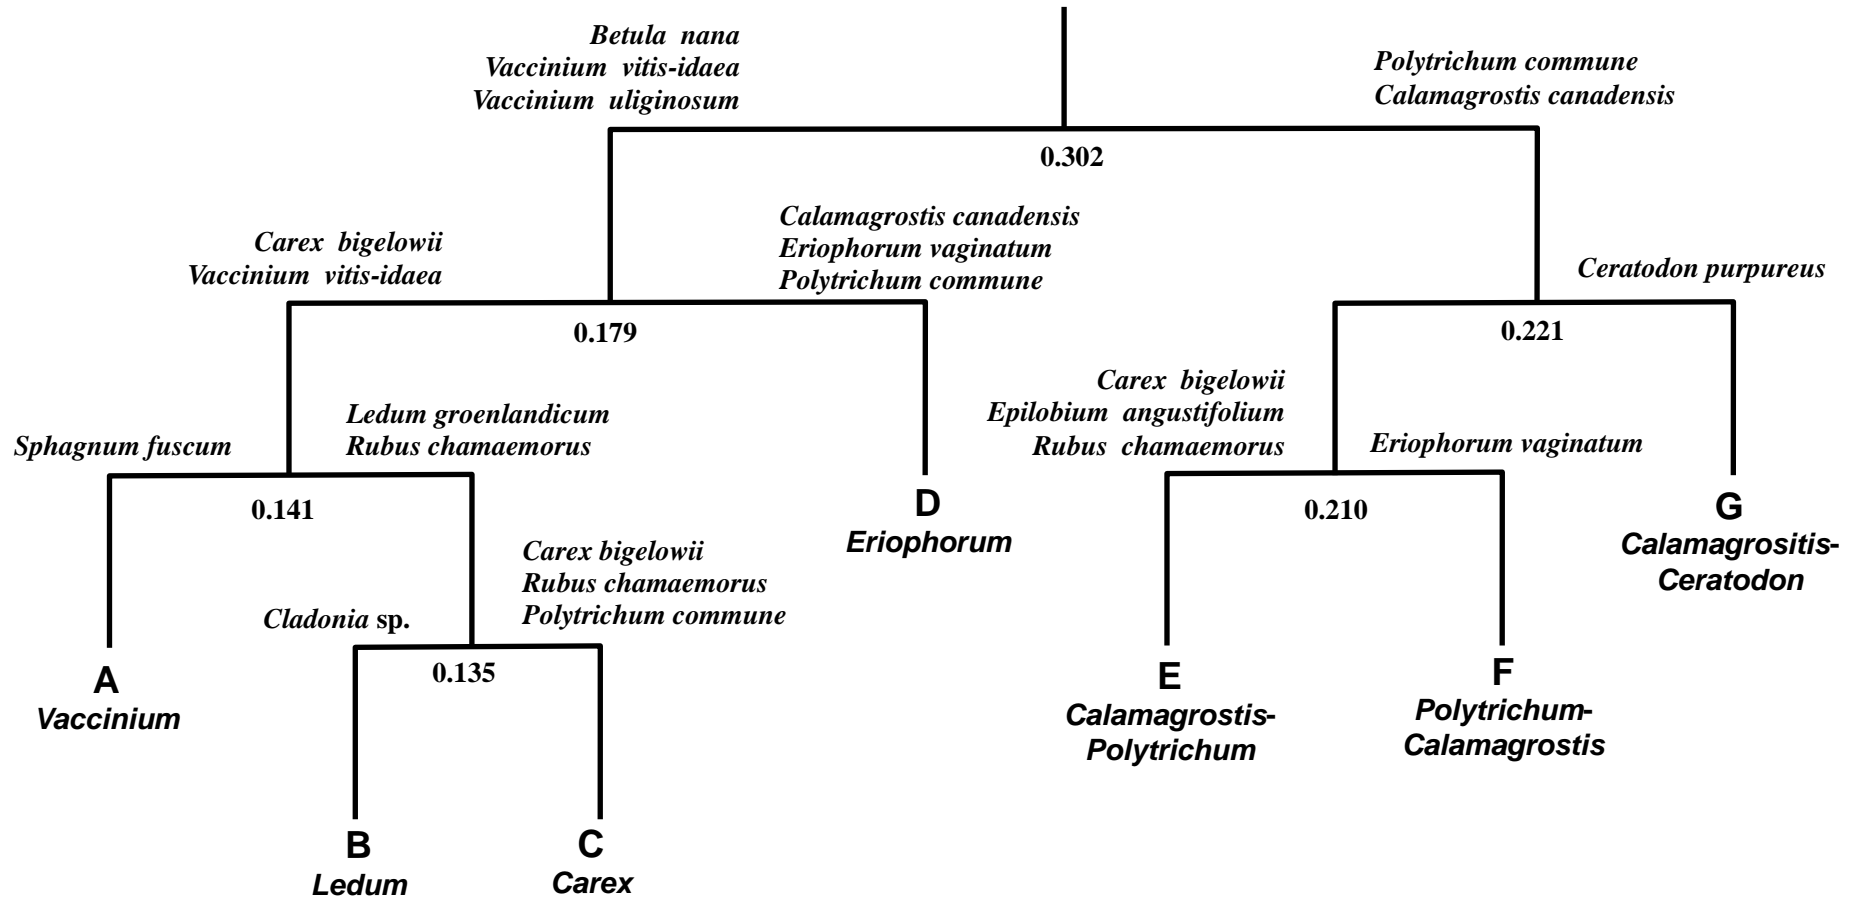 Betula nana
Vaccinium vitis-idaea
Vaccinium uliginosum
Polytrichum commune
Calamagrostis canadensis
0.302
Carex bigelowii
Vaccinium vitis-idaea
Calamagrostis canadensis
Eriophorum vaginatum
Polytrichum commune
Ceratodon purpureus
0.179
0.221
Sphagnum fuscum
Ledum groenlandicum
Rubus chamaemorus
Carex bigelowii
Epilobium angustifolium
Rubus chamaemorus
Eriophorum vaginatum
0.141
D
Eriophorum
0.210
G
Calamagrositis-
Ceratodon
Cladonia sp.
Carex bigelowii
Rubus chamaemorus
Polytrichum commune
A
Vaccinium
0.135
E
Calamagrostis-
Polytrichum
F
Polytrichum-
Calamagrostis
B
Ledum
C
Carex